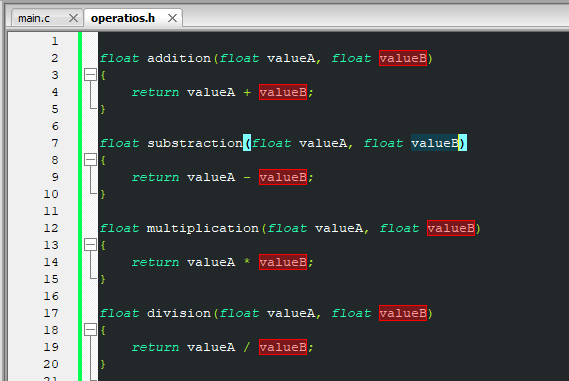 main.c operatios.h
1
2 float addition(float valueA, float valueB)
3 {
4 return valueA + valueB;
5 }
6
7 float substraction(float valueA, float valueB)
8 {
9 return valueA - valueB;
10 }
11
12 float multiplication(float valueA, float valueB)
13 {
14 return valueA * valueB;
15 }
16
17 float division(float valueA, float valueB)
18 {
19 return valueA / valueB;
20 }
21